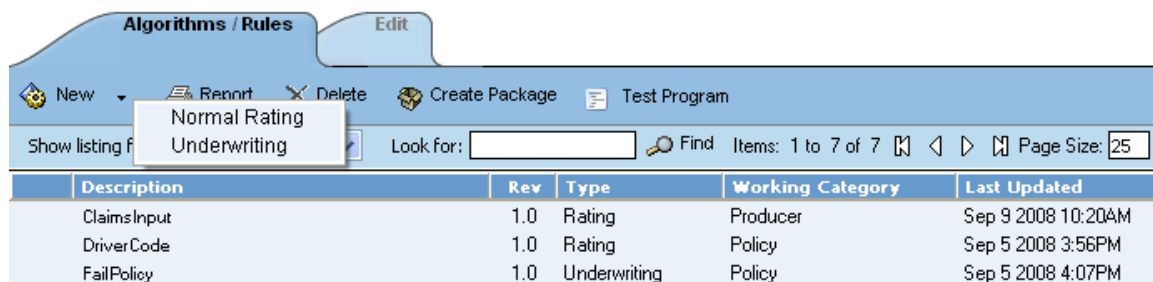 Algorithms / Rules Edit
New Report Delete Create Package Test Program
Normal Rating
Underwriting
Show listing f Look for: Find Items: 1 to 7 of 7 Page Size: 25
Description Rev Type Working Category Last Updated
ClaimsInput 1.0 Rating Producer Sep 9 2008 10:20AM
DriverCode 1.0 Rating Policy Sep 5 2008 3:56PM
FailPolicy 1.0 Underwriting Policy Sep 5 2008 4:07PM